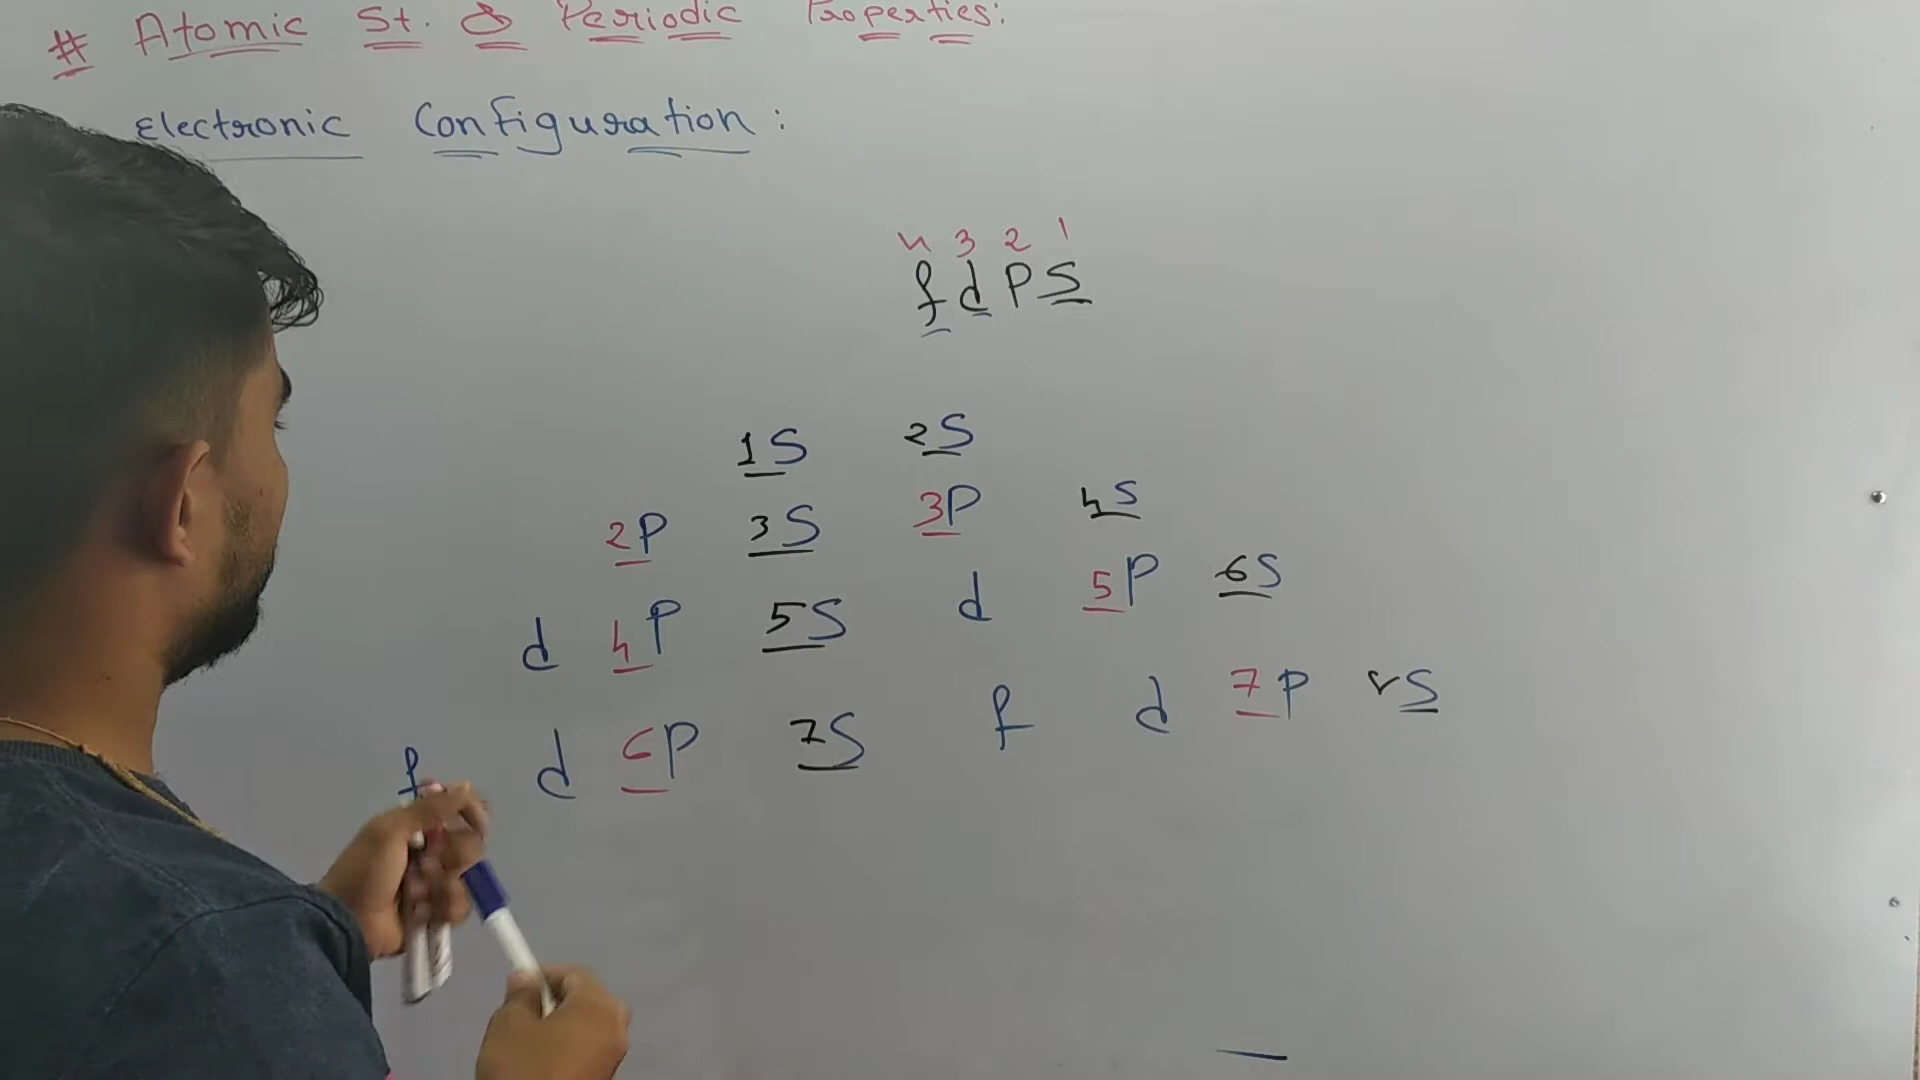 # Atomic St. & Periodic Properties:
Electronic Configuration :
4 3 2 1
f d P S
1S 2S
2P 3S 3P 4S
d 4P 5S d 5P 6S
f d 6P 7S f d 7P 8S